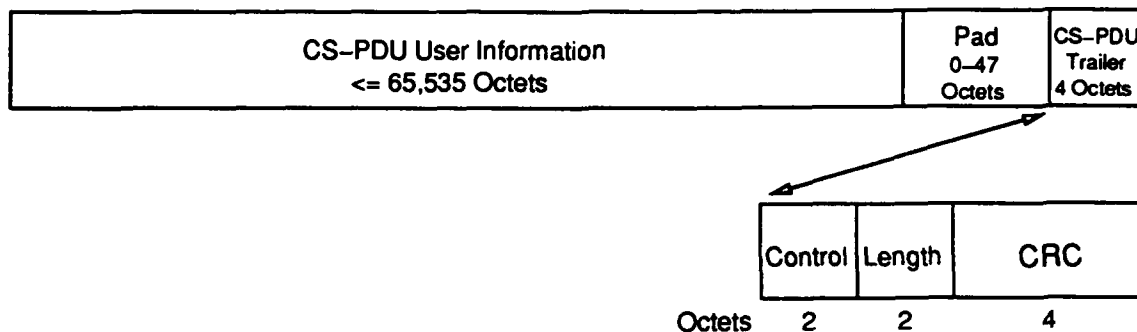 CS–PDU User Information
<= 65,535 Octets
Pad
0–47
Octets
CS–PDU
Trailer
4 Octets
Control
Length
CRC
Octets 2 2 4